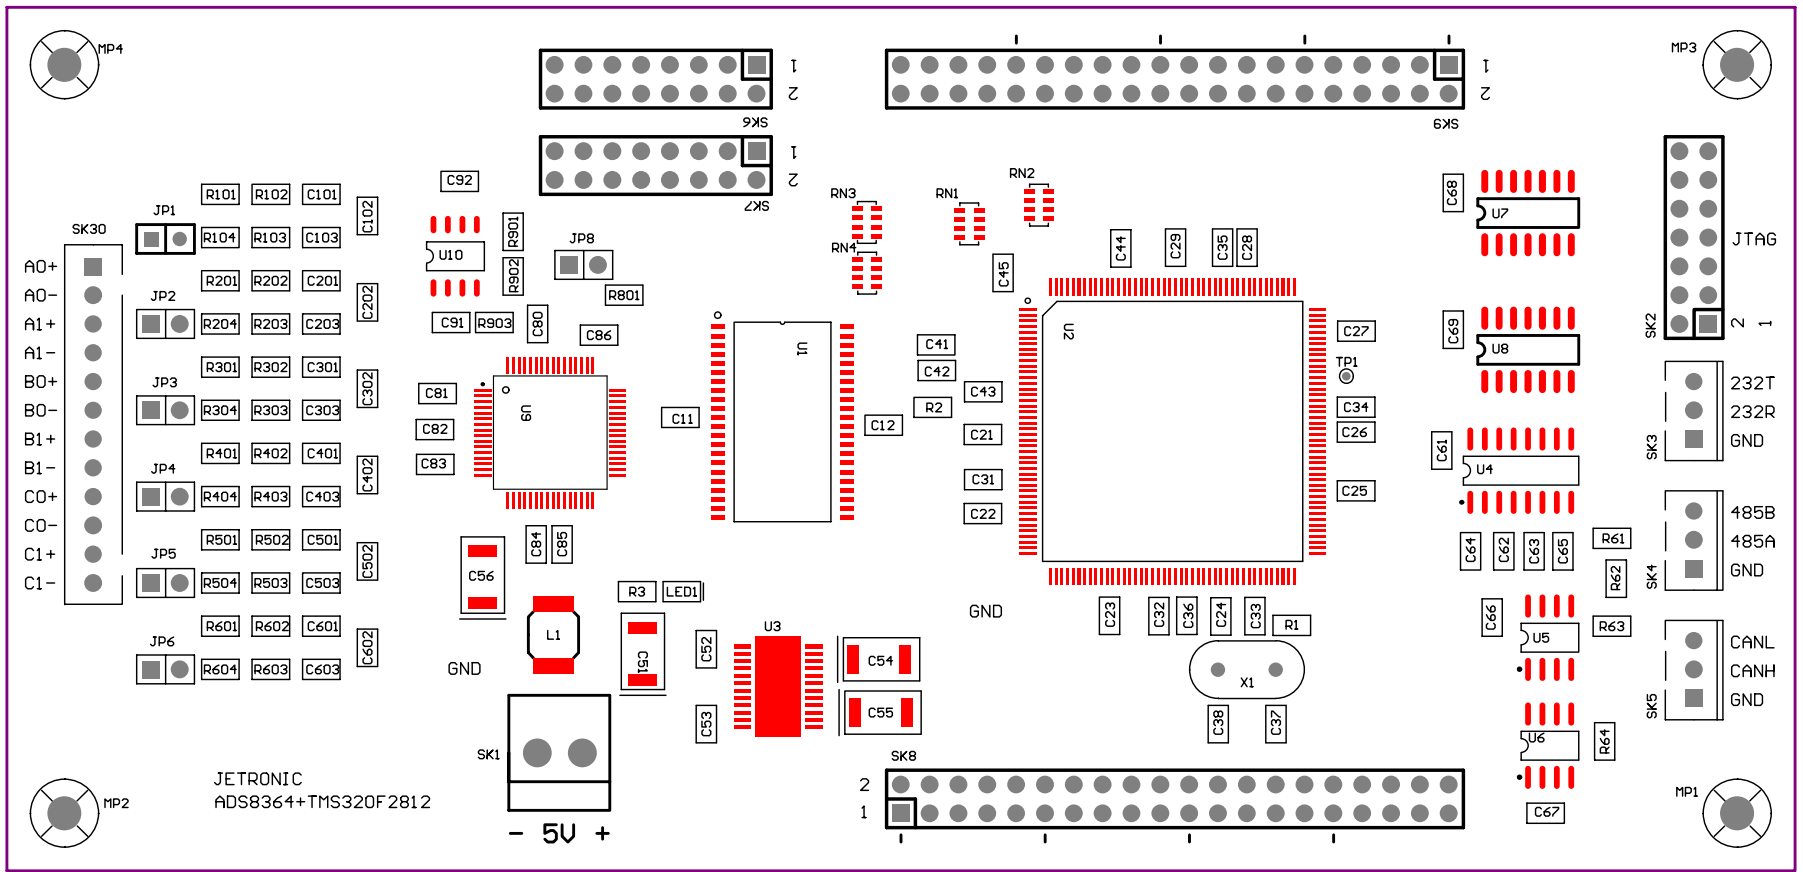 MP4
MP3
1
2
SK6
1
2
SK9
1
2
SK7
C92
RN3
RN1
RN2
C68
U7
R101 R102 C101
C102
JP1
SK30
R104 R103 C103
U10
R901
R902
JP8
R801
RN4
C45
C44
C29
C35
C28
JTAG
A0+
A0-
A1+
A1-
B0+
B0-
B1+
B1-
C0+
C0-
C1+
C1-
R201 R202 C201
C202
JP2
R204 R203 C203
C91
R903
C80
C86
U1
U2
C41
C42
C43
R2
C27
TP1
C69
U8
SK2
2 1
R301 R302 C301
C302
JP3
R304 R303 C303
C81
C82
C83
U9
C11
C12
C21
C31
C22
C34
C26
C25
232T
232R
GND
SK3
R401 R402 C401
C402
JP4
R404 R403 C403
C61
U4
485B
485A
GND
SK4
R501 R502 C501
C502
JP5
R504 R503 C503
C84
C85
C56
R3
LED1
L1
C51
C64
C62
C63
C65
R61
R62
R601 R602 C601
C602
JP6
R604 R603 C603
GND
U3
C52
C53
C54
C55
GND
C23
C32
C36
C24
C33
R1
X1
C38
C37
C66
U5
R63
CANL
CANH
GND
SK5
U6
R64
C67
SK1
SK8
2
1
JETRONIC
ADS8364+TMS320F2812
- 5V +
MP2
MP1